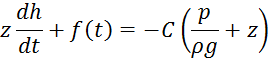 z dh/dt + f(t) = −C (p/ρg + z)